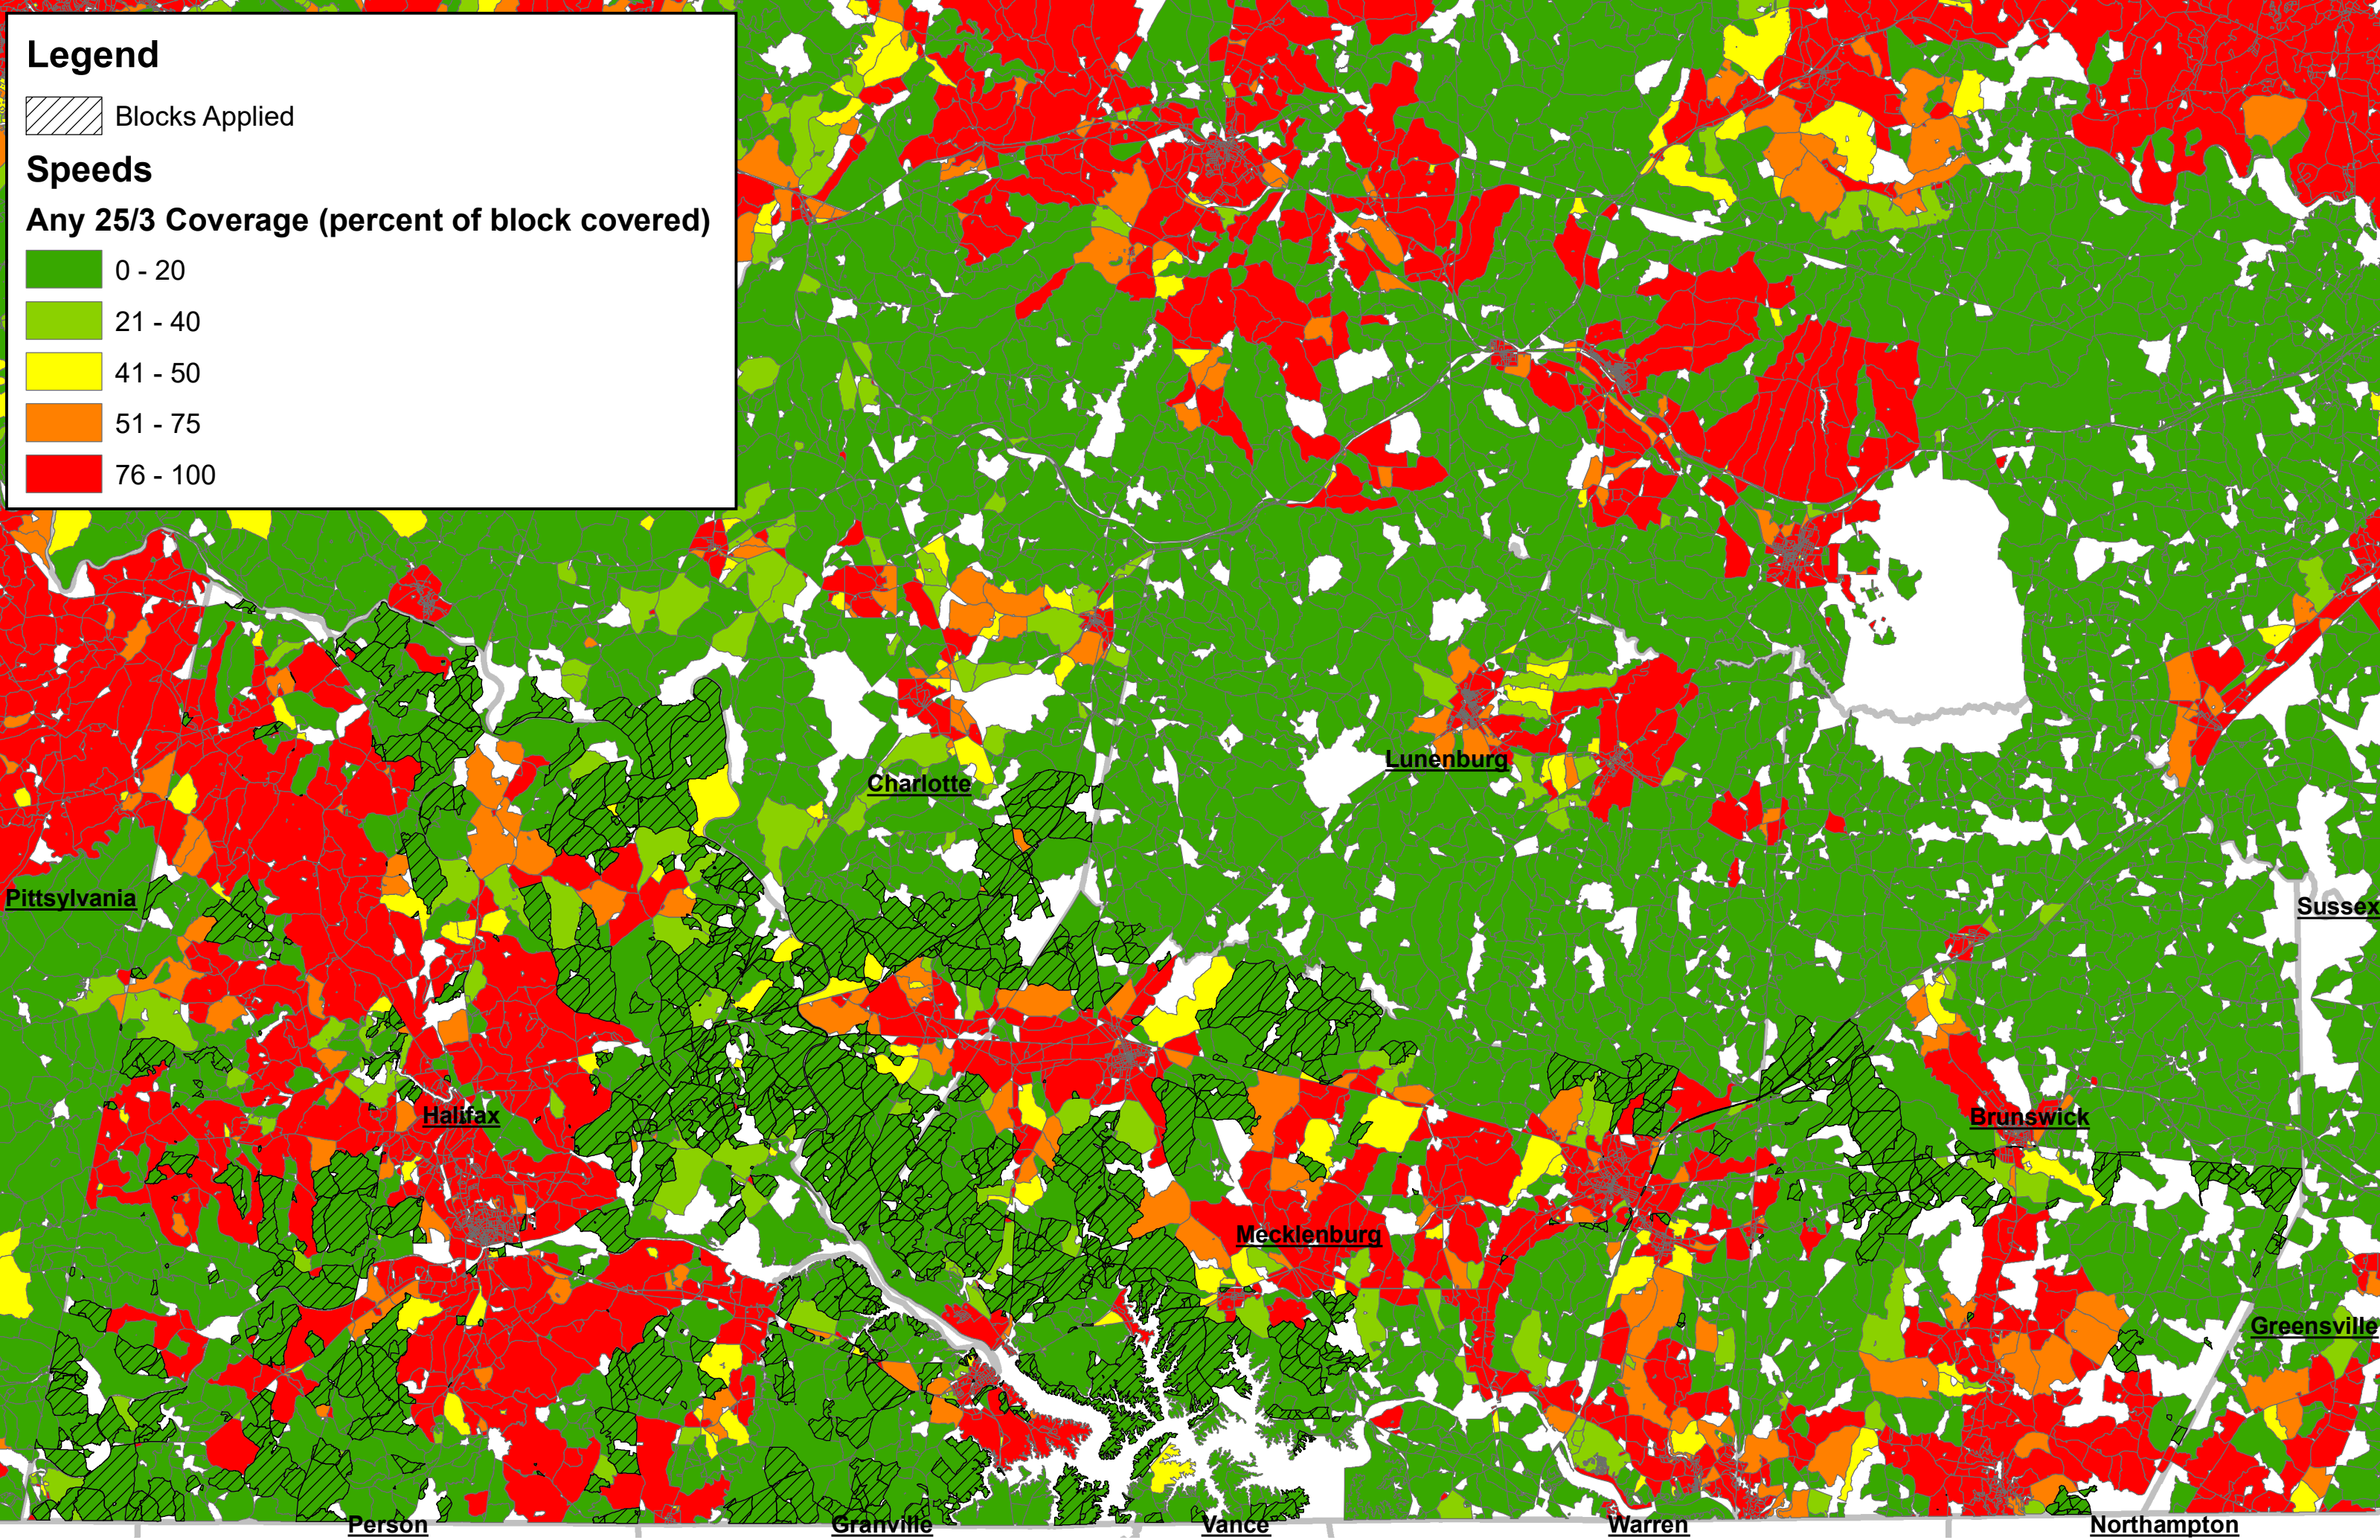 Legend
Blocks Applied
Speeds
Any 25/3 Coverage (percent of block covered)
0 - 20
21 - 40
41 - 50
51 - 75
76 - 100
Lunenburg
Charlotte
Pittsylvania
Sussex
Halifax
Brunswick
Mecklenburg
Greensville
Person
Granville
Vance
Warren
Northampton